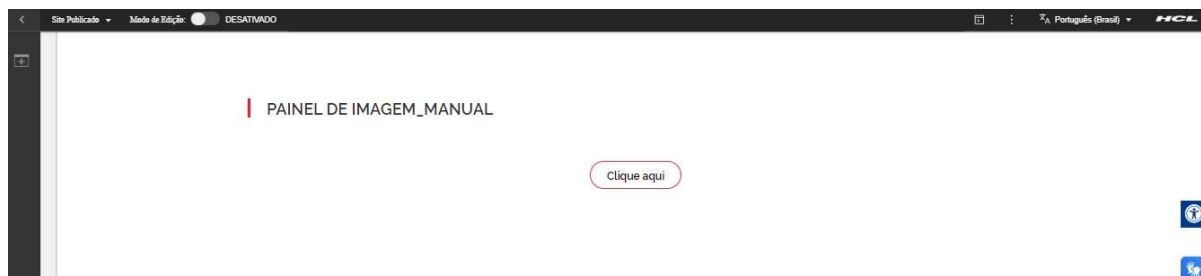 Site Publicado Modo de Edição: DESATIVADO Português (Brasil) HCL
PAINEL DE IMAGEM_MANUAL
Clique aqui